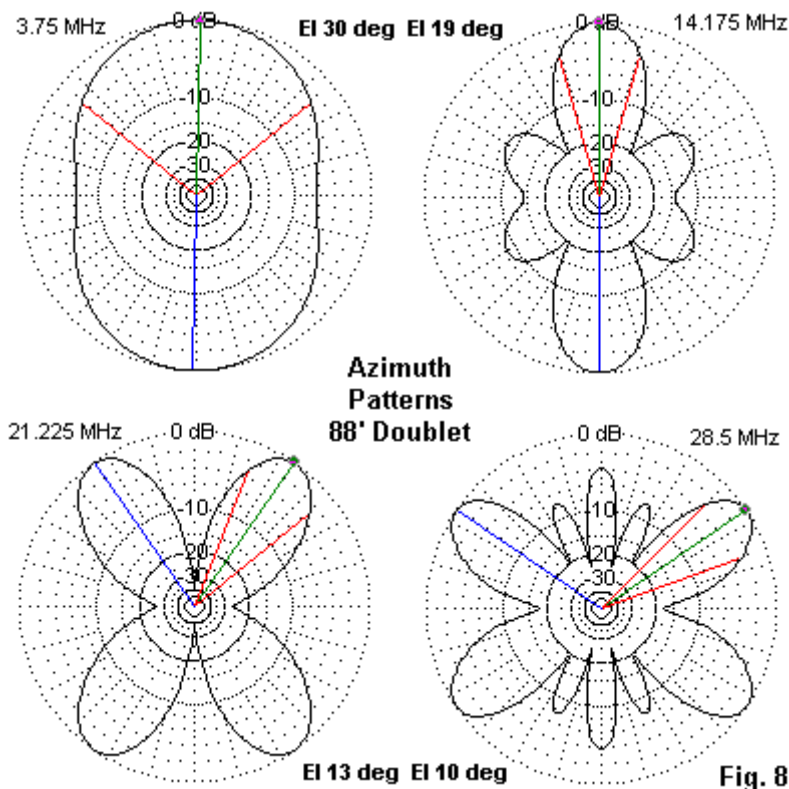 3.75 MHz
0 dB
El 30 deg El 19 deg
0 dB
14.175 MHz
-10
20
30
-10
20
Azimuth
Patterns
88' Doublet
21.225 MHz
0 dB
0 dB
28.5 MHz
-10
20
-10
20
30
El 13 deg El 10 deg
Fig. 8